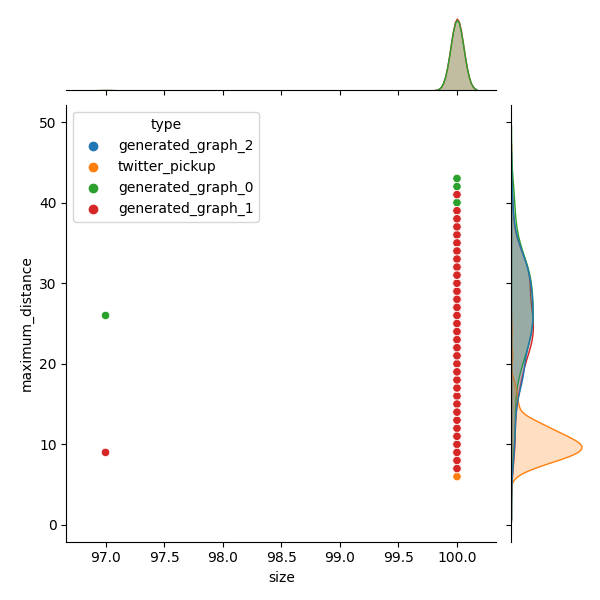 type
generated_graph_2
twitter_pickup
generated_graph_0
generated_graph_1
50
40
30
20
10
0
maximum_distance
97.0 97.5 98.0 98.5 99.0 99.5 100.0
size